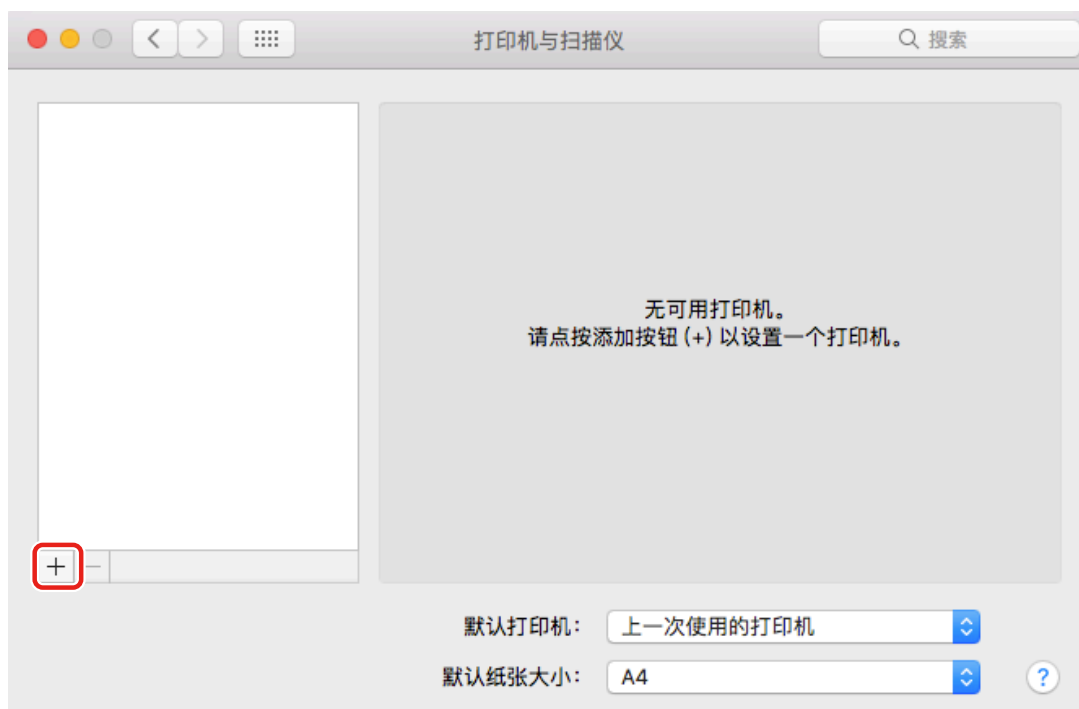 打印机与扫描仪
搜索
无可用打印机。
请点按添加按钮 (+) 以设置一个打印机。
+ −
默认打印机： 上一次使用的打印机
默认纸张大小： A4
?